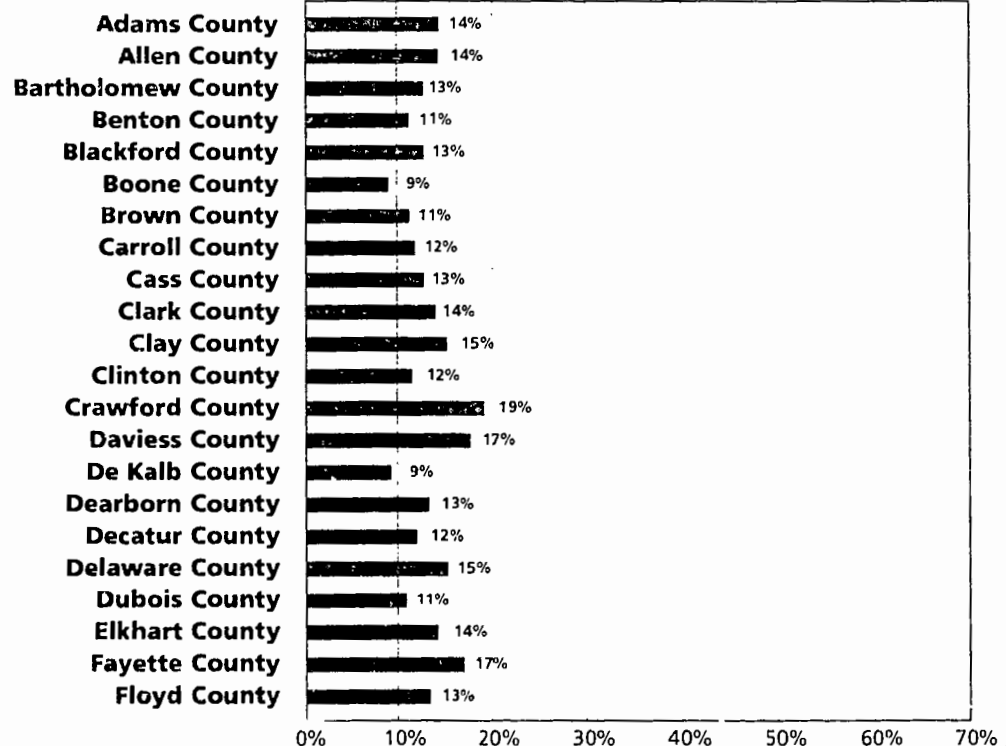 Adams County 14%
Allen County 14%
Bartholomew County 13%
Benton County 11%
Blackford County 13%
Boone County 9%
Brown County 11%
Carroll County 12%
Cass County 13%
Clark County 14%
Clay County 15%
Clinton County 12%
Crawford County 19%
Daviess County 17%
De Kalb County 9%
Dearborn County 13%
Decatur County 12%
Delaware County 15%
Dubois County 11%
Elkhart County 14%
Fayette County 17%
Floyd County 13%
0% 10% 20% 30% 40% 50% 60% 70%